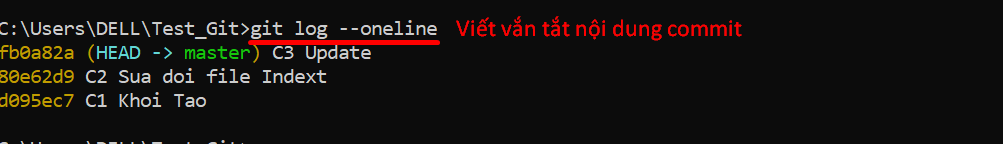 C:\Users\DELL\Test_Git>git log --oneline Viết vắn tắt nội dung commit
fb0a82a (HEAD -> master) C3 Update
80e62d9 C2 Sua doi file Indext
d095ec7 C1 Khoi Tao